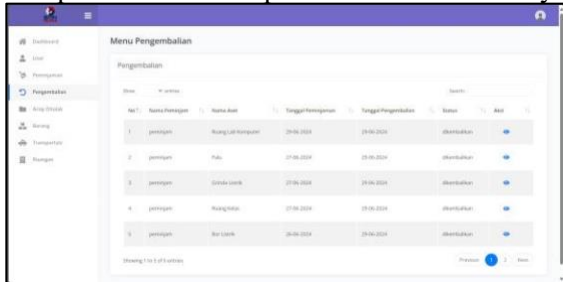 Dashboard
User
Peminjaman
Pengembalian
Arsip Ditolak
Barang
Transportasi
Ruangan
Menu Pengembalian
Pengembalian
Show entries
Search:
No Nama Peminjam Nama Aset Tanggal Peminjaman Tanggal Pengembalian Status Aksi
1 peminjam Ruang Lab Komputer 29-06-2024 29-06-2024 dikembalikan
2 peminjam Palu 27-06-2024 29-06-2024 dikembalikan
3 peminjam Listrik 27-06-2024 29-06-2024 dikembalikan
4 peminjam Ruang Kelas 27-06-2024 29-06-2024 dikembalikan
5 peminjam Bor Listrik 26-06-2024 29-06-2024 dikembalikan
Showing 1 to 5 of 6 entries
Previous 1 2 Next